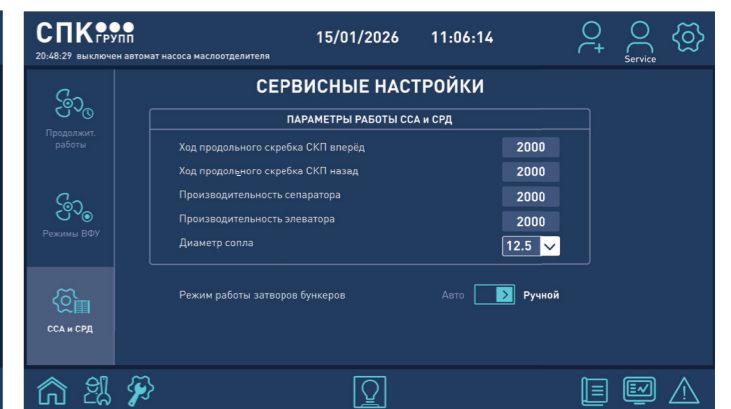 СПК ГРУПП
15/01/2026 11:06:14
Service
20:48:29 выключен автомат насоса маслоотделителя
СЕРВИСНЫЕ НАСТРОЙКИ
ПАРАМЕТРЫ РАБОТЫ ССА и СРД
Продолжит.
работы
Режимы ВФУ
ССА и СРД
Ход продольного скребка СКП вперёд 2000
Ход продольного скребка СКП назад 2000
Производительность сепаратора 2000
Производительность элеватора 2000
Диаметр сопла 12.5
Режим работы затворов бункеров Авто Ручной